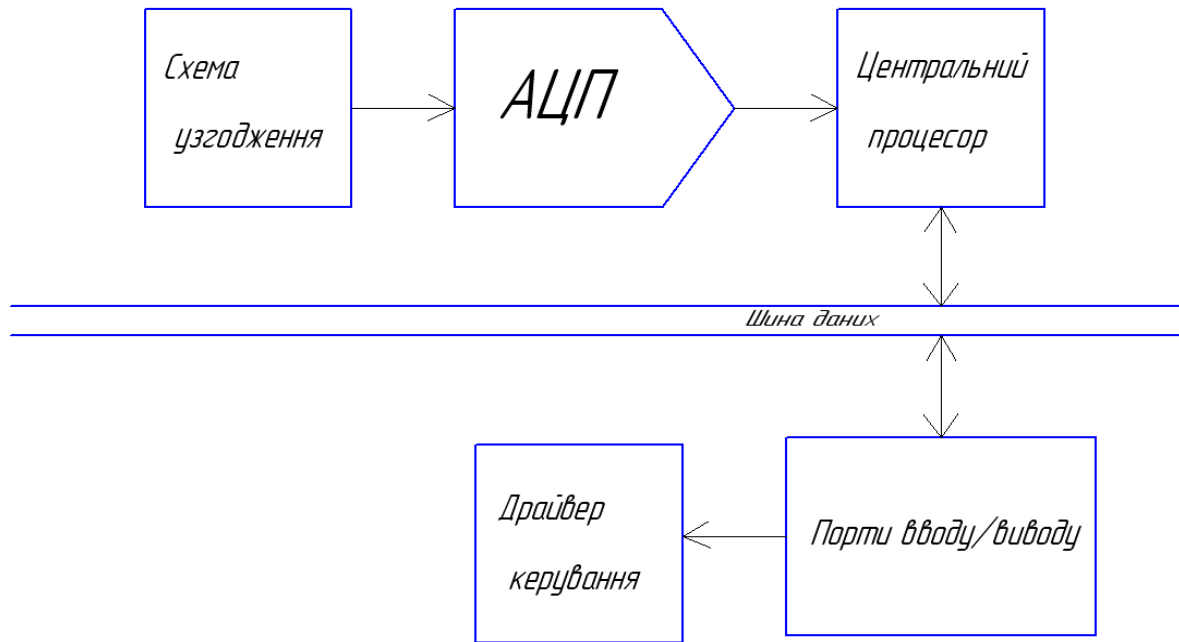 Схема
узгодження
АЦП
Центральний
процесор
Шина даних
Драйвер
керування
Порти вводу/виводу